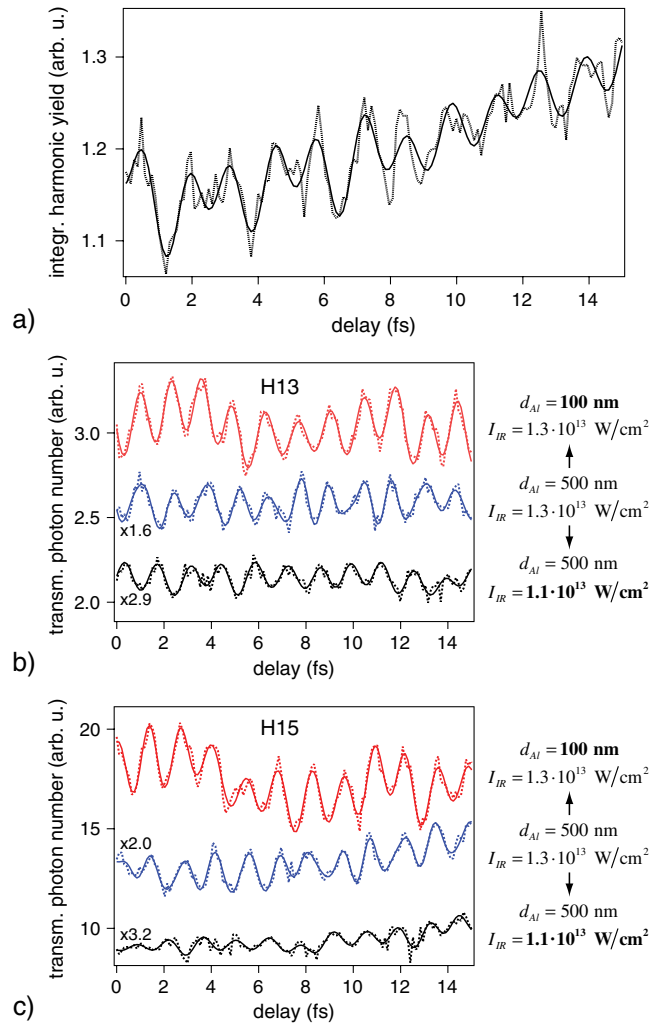 1.3
1.2
1.1
integr. harmonic yield (arb. u.)
0 2 4 6 8 10 12 14
delay (fs)
a)
H13
3.0
2.5
2.0
x1.6
x2.9
transm. photon number (arb. u.)
0 2 4 6 8 10 12 14
delay (fs)
b)
d_Al = 100 nm
I_IR = 1.3·10^13 W/cm^2
d_Al = 500 nm
I_IR = 1.3·10^13 W/cm^2
d_Al = 500 nm
I_IR = 1.1·10^13 W/cm^2
H15
20
15
10
x2.0
x3.2
transm. photon number (arb. u.)
0 2 4 6 8 10 12 14
delay (fs)
c)
d_Al = 100 nm
I_IR = 1.3·10^13 W/cm^2
d_Al = 500 nm
I_IR = 1.3·10^13 W/cm^2
d_Al = 500 nm
I_IR = 1.1·10^13 W/cm^2